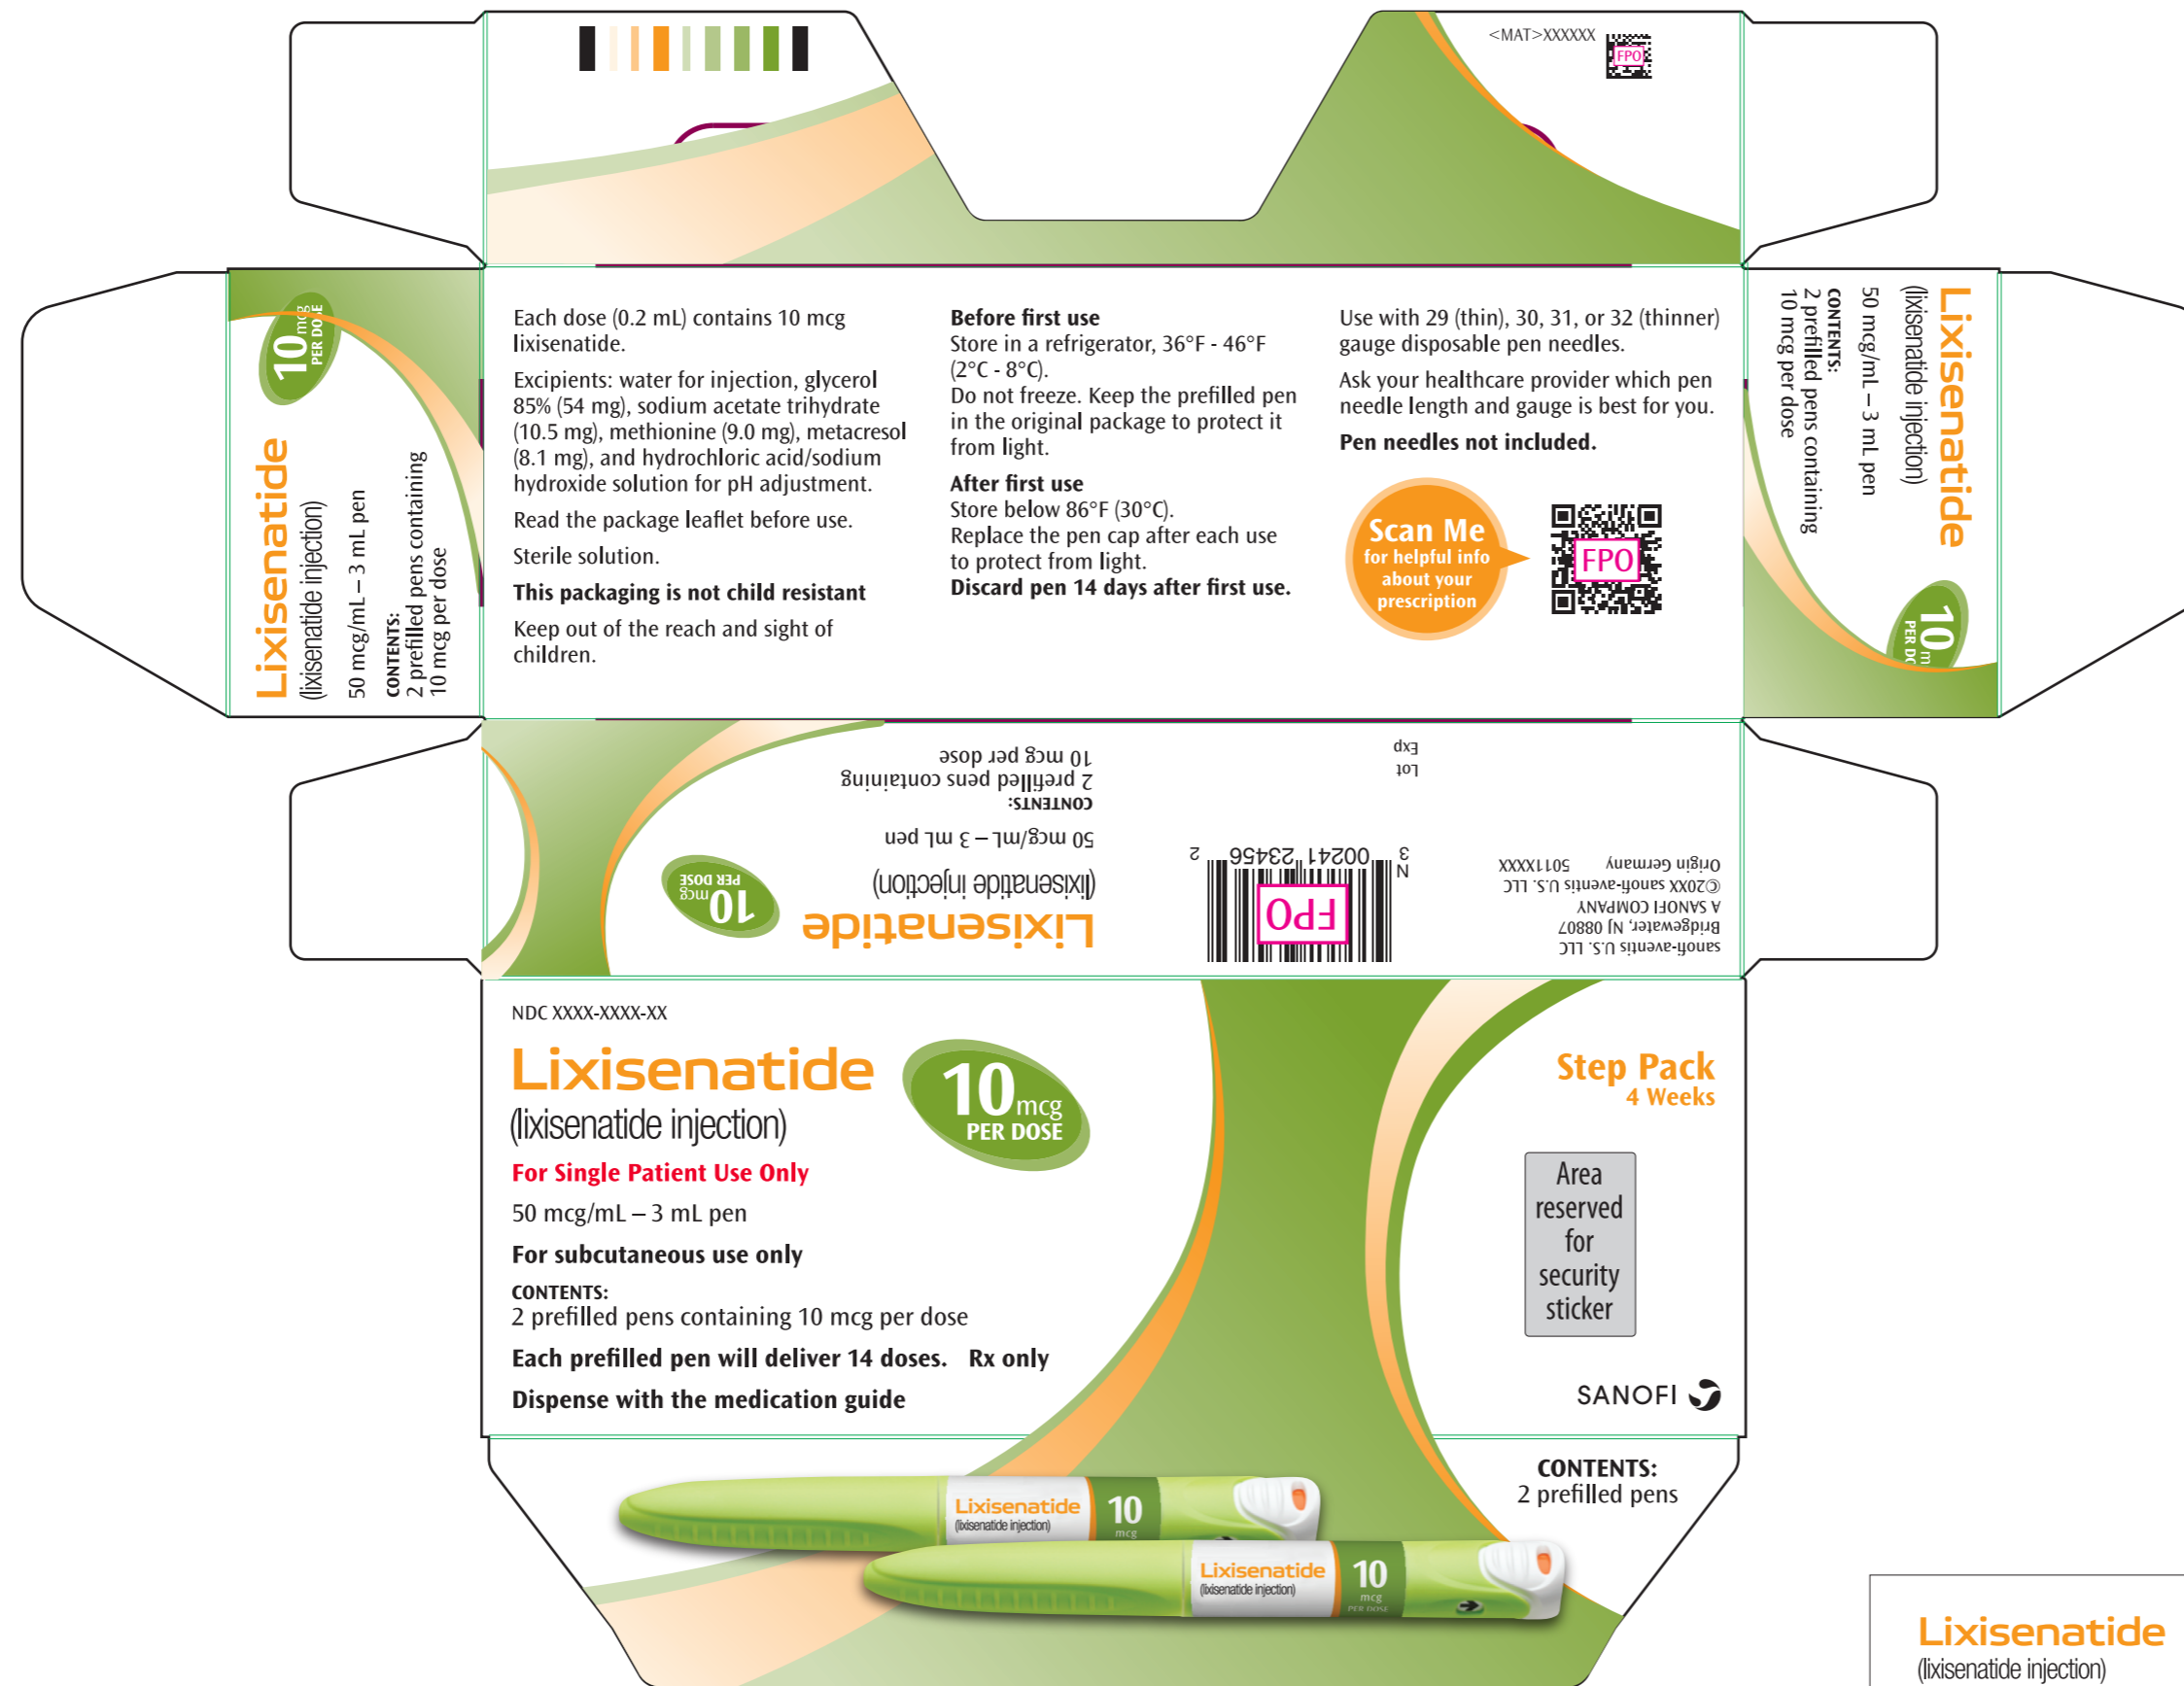 <MAT>XXXXXX
FPO
10 mcg
PER DOSE
Lixisenatide
(lixisenatide injection)
50 mcg/mL – 3 mL pen
CONTENTS:
2 prefilled pens containing
10 mcg per dose
Each dose (0.2 mL) contains 10 mcg
lixisenatide.
Excipients: water for injection, glycerol
85% (54 mg), sodium acetate trihydrate
(10.5 mg), methionine (9.0 mg), metacresol
(8.1 mg), and hydrochloric acid/sodium
hydroxide solution for pH adjustment.
Read the package leaflet before use.
Sterile solution.
This packaging is not child resistant
Keep out of the reach and sight of
children.
Before first use
Store in a refrigerator, 36°F - 46°F
(2°C - 8°C).
Do not freeze. Keep the prefilled pen
in the original package to protect it
from light.
After first use
Store below 86°F (30°C).
Replace the pen cap after each use
to protect from light.
Discard pen 14 days after first use.
Use with 29 (thin), 30, 31, or 32 (thinner)
gauge disposable pen needles.
Ask your healthcare provider which pen
needle length and gauge is best for you.
Pen needles not included.
Scan Me
for helpful info
about your
prescription
FPO
Lixisenatide
(lixisenatide injection)
50 mcg/mL – 3 mL pen
CONTENTS:
2 prefilled pens containing
10 mcg per dose
10 m
PER DO
Lixisenatide
(lixisenatide injection)
50 mcg/mL – 3 mL pen
CONTENTS:
2 prefilled pens containing
10 mcg per dose
10 mcg
PER DOSE
FPO
N
3 00241 23456 2
sanofi-aventis U.S. LLC
Bridgewater, NJ 08807
A SANOFI COMPANY
©20XX sanofi-aventis U.S. LLC
Origin Germany 5011XXXX
Lot
Exp
NDC XXXX-XXXX-XX
Lixisenatide
(lixisenatide injection)
10 mcg
PER DOSE
For Single Patient Use Only
50 mcg/mL – 3 mL pen
For subcutaneous use only
CONTENTS:
2 prefilled pens containing 10 mcg per dose
Each prefilled pen will deliver 14 doses. Rx only
Dispense with the medication guide
Step Pack
4 Weeks
Area
reserved
for
security
sticker
SANOFI
CONTENTS:
2 prefilled pens
Lixisenatide
(lixisenatide injection)
10
mcg
Lixisenatide
(lixisenatide injection)
10
mcg
PER DOSE
Lixisenatide
(lixisenatide injection)